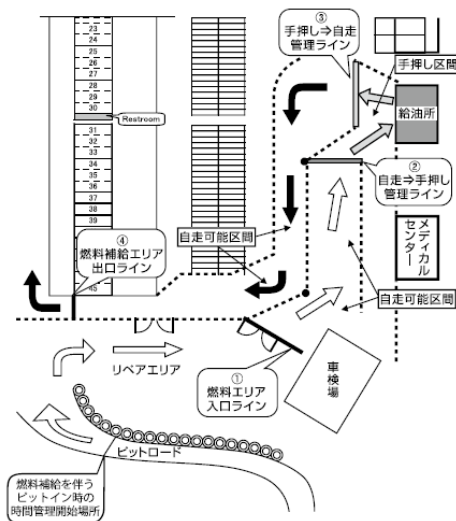 23
24
25
26
27
28
29
30
Restroom
31
32
33
34
35
36
37
38
39
45
③
手押し⇒自走
管理ライン
手押し区間
給油所
②
自走⇒手押し
管理ライン
④
燃料補給エリア
出口ライン
自走可能区間
メディカル
センター
自走可能区間
リペアエリア
①
燃料エリア
入口ライン
車検場
ピットロード
燃料補給を伴う
ピットイン時の
時間管理開始場所